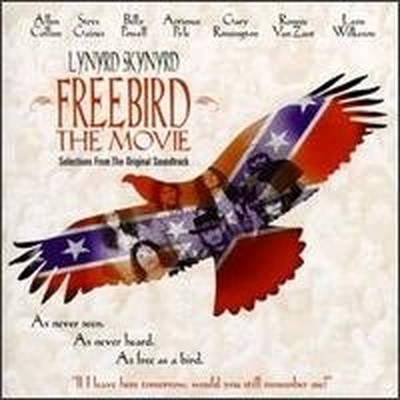 Allen Steve Billy Artimus Gary Ronnie Leon
Collins Gaines Powell Pyle Rossington Van Zant Wilkeson
LYNYRD SKYNYRD
FREEBIRD
THE MOVIE
Selections From The Original Soundtrack
As never seen.
As never heard.
As free as a bird.
"If I leave here tomorrow, would you still remember me?"